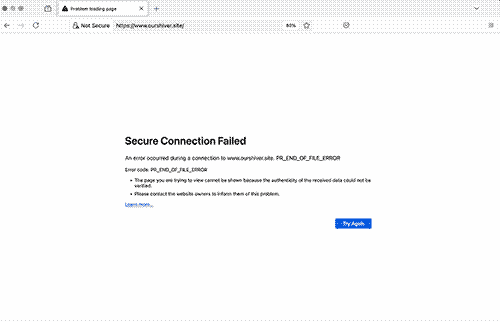 Problem loading page
Not Secure
https://www.ourshiver.site/
80%
Secure Connection Failed
An error occurred during a connection to www.ourshiver.site. PR_END_OF_FILE_ERROR
Error code: PR_END_OF_FILE_ERROR
The page you are trying to view cannot be shown because the authenticity of the received data could not be
verified.
Please contact the website owners to inform them of this problem.
Learn more...
Try Again